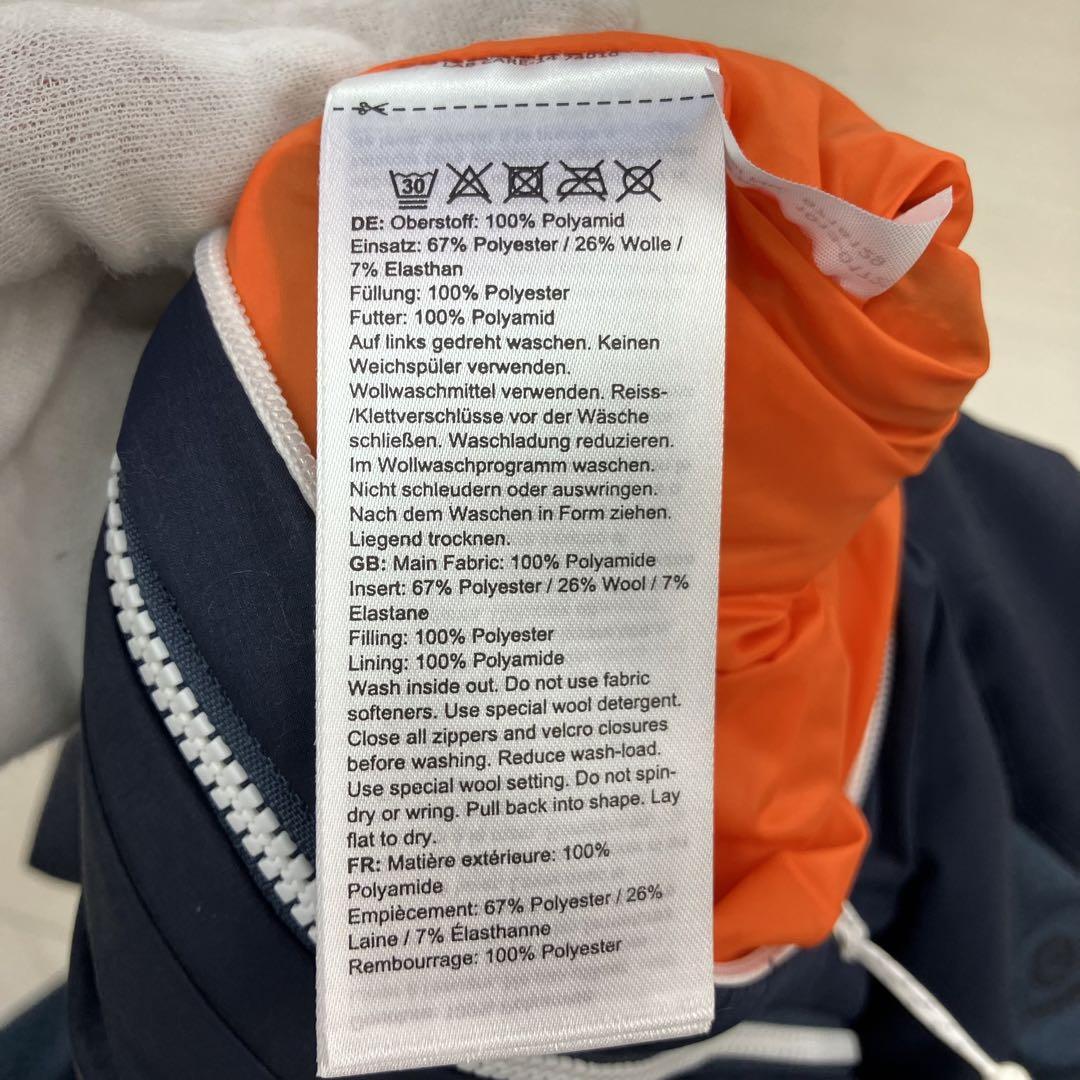 30
DE: Oberstoff: 100% Polyamid
Einsatz: 67% Polyester / 26% Wolle /
7% Elasthan
Füllung: 100% Polyester
Futter: 100% Polyamid
Auf links gedreht waschen. Keinen
Weichspüler verwenden.
Wollwaschmittel verwenden. Reiss-
/Klettverschlüsse vor der Wäsche
schließen. Waschladung reduzieren.
Im Wollwaschprogramm waschen.
Nicht schleudern oder auswringen.
Nach dem Waschen in Form ziehen.
Liegend trocknen.
GB: Main Fabric: 100% Polyamide
Insert: 67% Polyester / 26% Wool / 7%
Elastane
Filling: 100% Polyester
Lining: 100% Polyamide
Wash inside out. Do not use fabric
softeners. Use special wool detergent.
Close all zippers and velcro closures
before washing. Reduce wash-load.
Use special wool setting. Do not spin-
dry or wring. Pull back into shape. Lay
flat to dry.
FR: Matière extérieure: 100%
Polyamide
Empiècement: 67% Polyester / 26%
Laine / 7% Élasthanne
Rembourrage: 100% Polyester